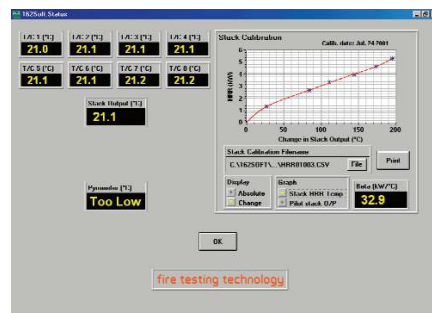 162Soft Status
T/C 1 (°C) T/C 2 (°C) T/C 3 (°C) T/C 4 (°C)
21.0 21.1 21.1 21.1
T/C 5 (°C) T/C 6 (°C) T/C 7 (°C) T/C 8 (°C)
21.1 21.1 21.2 21.2
Stack Output (°C)
21.1
Pyrometer (°C)
Too Low
Stack Calibration
Calib. date: Jul, 24 2001
HRR (kW)
6
5
4
3
2
1
0
0 50 100 150 200
Change in Stack Output (°C)
Stack Calibration Filename
C:\162SOFT\...\HRR01003.CSV
File
Print
Display
Absolute
Change
Graph
Stack HRR_Temp
Pilot stack O/P
Beta (kW/°C)
32.9
OK
fire testing technology